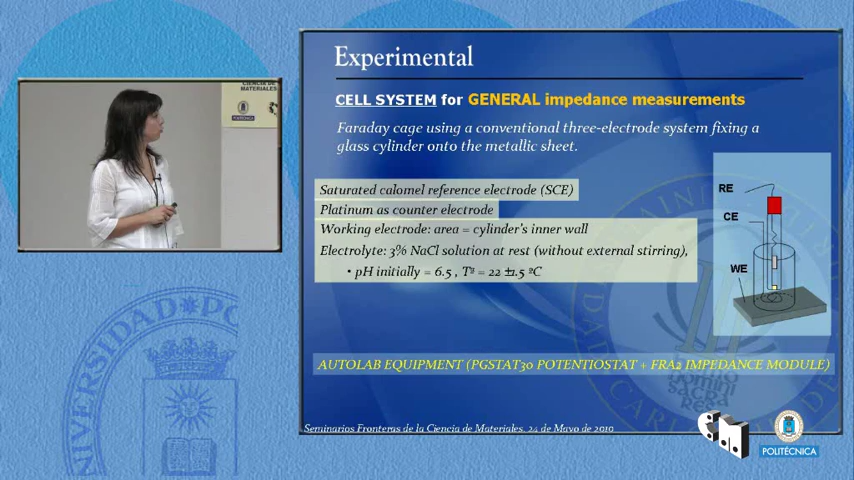 CIENCIA DE
MATERIALES
POLITÉCNICA
Experimental
CELL SYSTEM for GENERAL impedance measurements
Faraday cage using a conventional three-electrode system fixing a
glass cylinder onto the metallic sheet.
Saturated calomel reference electrode (SCE)
Platinum as counter electrode
Working electrode: area = cylinder's inner wall
Electrolyte: 3% NaCl solution at rest (without external stirring),
• pH initially = 6.5 , Tª = 22 ±1.5 ºC
RE
CE
WE
AUTOLAB EQUIPMENT (PGSTAT30 POTENTIOSTAT + FRA2 IMPEDANCE MODULE)
Seminarios Fronteras de la Ciencia de Materiales, 24 de Mayo de 2010
POLITÉCNICA